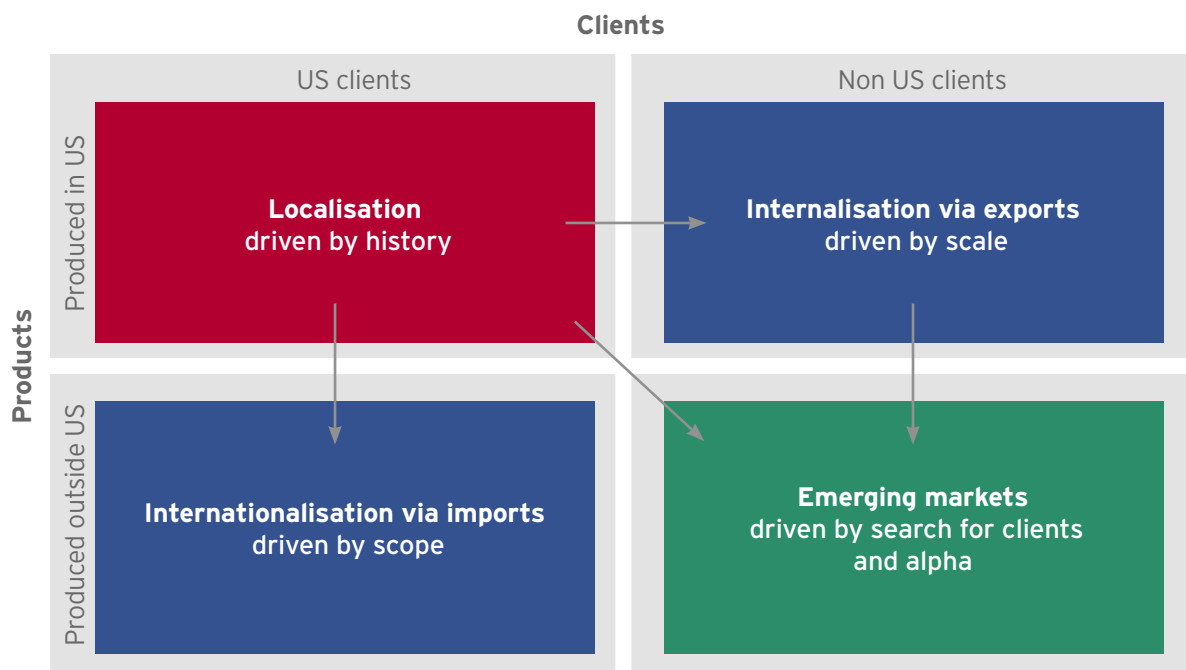 Clients
US clients
Non US clients
Products
Produced in US
Localisation
driven by history
Internalisation via exports
driven by scale
Produced outside US
Internationalisation via imports
driven by scope
Emerging markets
driven by search for clients
and alpha